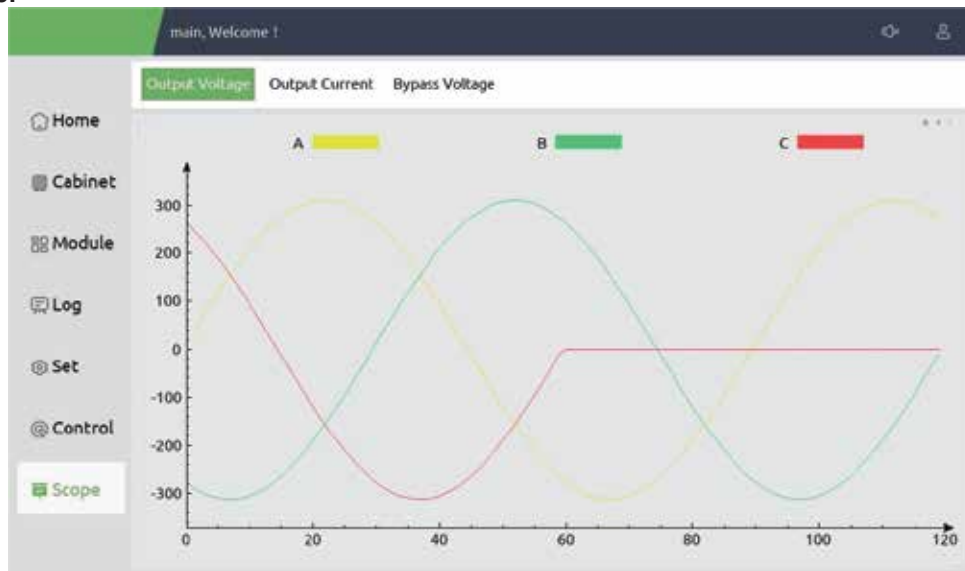 main, Welcome !
Output Voltage Output Current Bypass Voltage
Home
Cabinet
Module
Log
Set
Control
Scope
A B C
300
200
100
0
-100
-200
-300
0 20 40 60 80 100 120